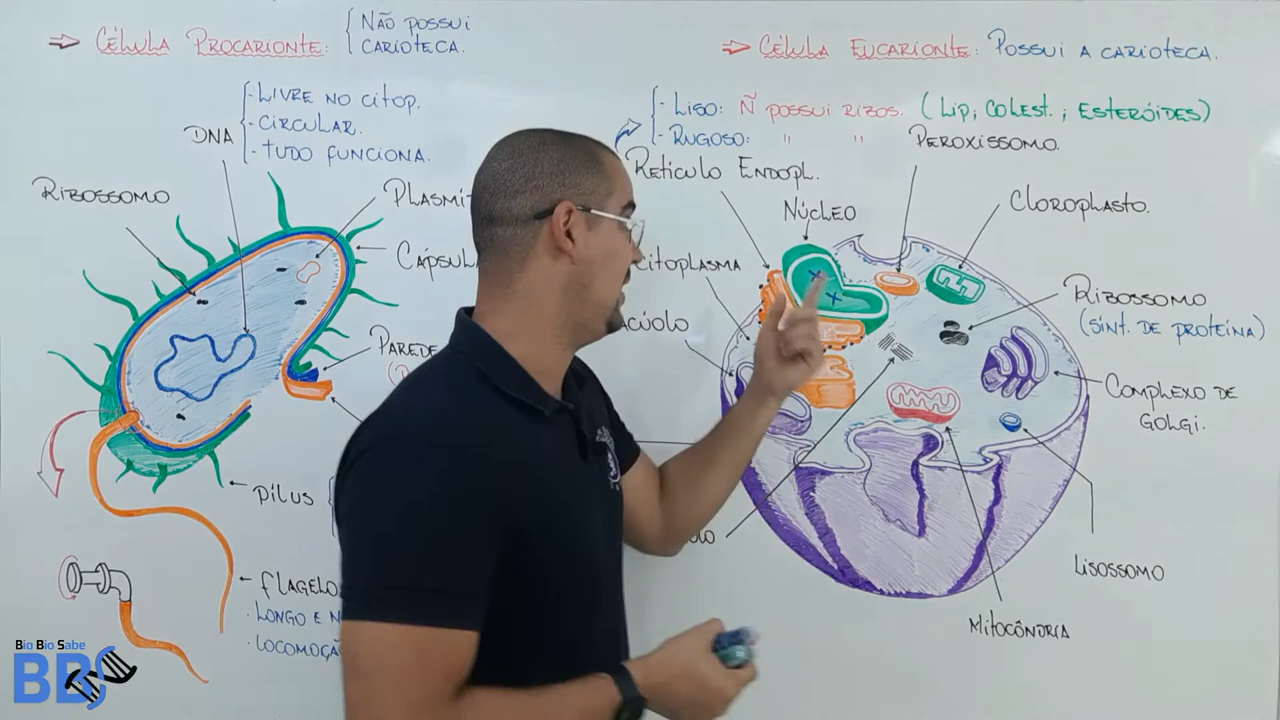 ⇒ CÉLULA PROCARIONTE:
NÃO POSSUI
CARIOTECA.
DNA
- LIVRE NO CITOP.
- CIRCULAR.
- TUDO FUNCIONA.
RIBOSSOMO
PLASMÍ
CÁPSUL
PAREDE
PÍLUS
FLAGELO
· LONGO E N
· LOCOMOÇÃ
Bio Bio Sabe
BBS
⇒ CÉLULA EUCARIONTE: POSSUI A CARIOTECA.
- LISO: Ñ POSSUI RIBOS. (LIP; COLEST.; ESTERÓIDES)
- RUGOSO: " "
RETÍCULO ENDOPL.
PEROXISSOMO.
NÚCLEO
CLOROPLASTO.
CITOPLASMA
ACÚOLO
RIBOSSOMO
(SÍNT. DE PROTEÍNA)
COMPLEXO DE
GOLGI.
LISOSSOMO
MITOCÔNDRIA